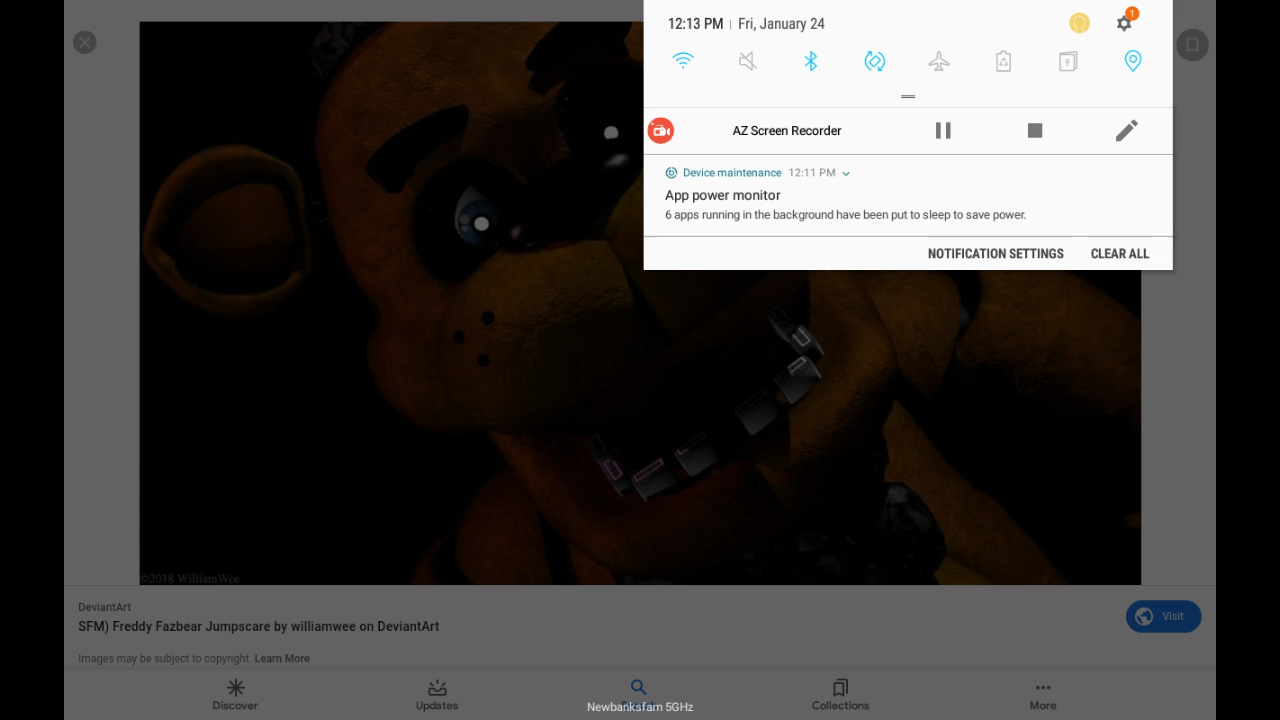 12:13 PM | Fri, January 24
1
AZ Screen Recorder
Device maintenance 12:11 PM
App power monitor
6 apps running in the background have been put to sleep to save power.
NOTIFICATION SETTINGS CLEAR ALL
©2018 WilliamWee
DeviantArt
SFM) Freddy Fazbear Jumpscare by williamwee on DeviantArt
Visit
Images may be subject to copyright. Learn More
Discover Updates Collections More
Newbanksfam 5GHz